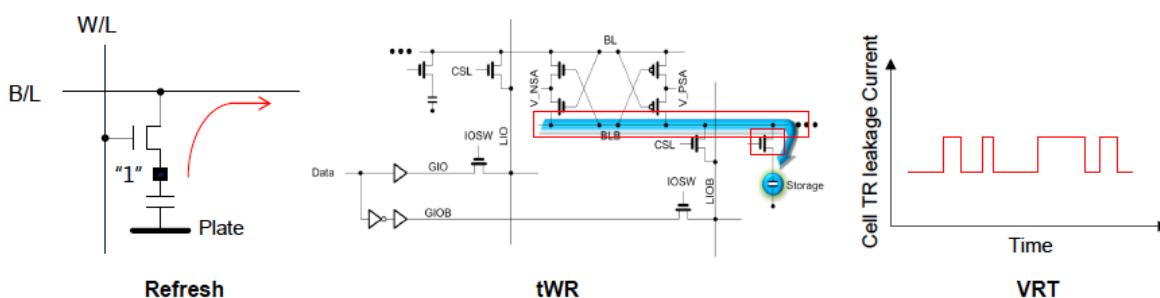 W/L
B/L
"1"
Plate
Refresh
BL
CSL
V_NSA
V_PSA
BLB
IOSW
LIO
CSL
Data
GIO
IOSW
LIOB
Storage
GIOB
tWR
Cell TR leakage Current
Time
VRT